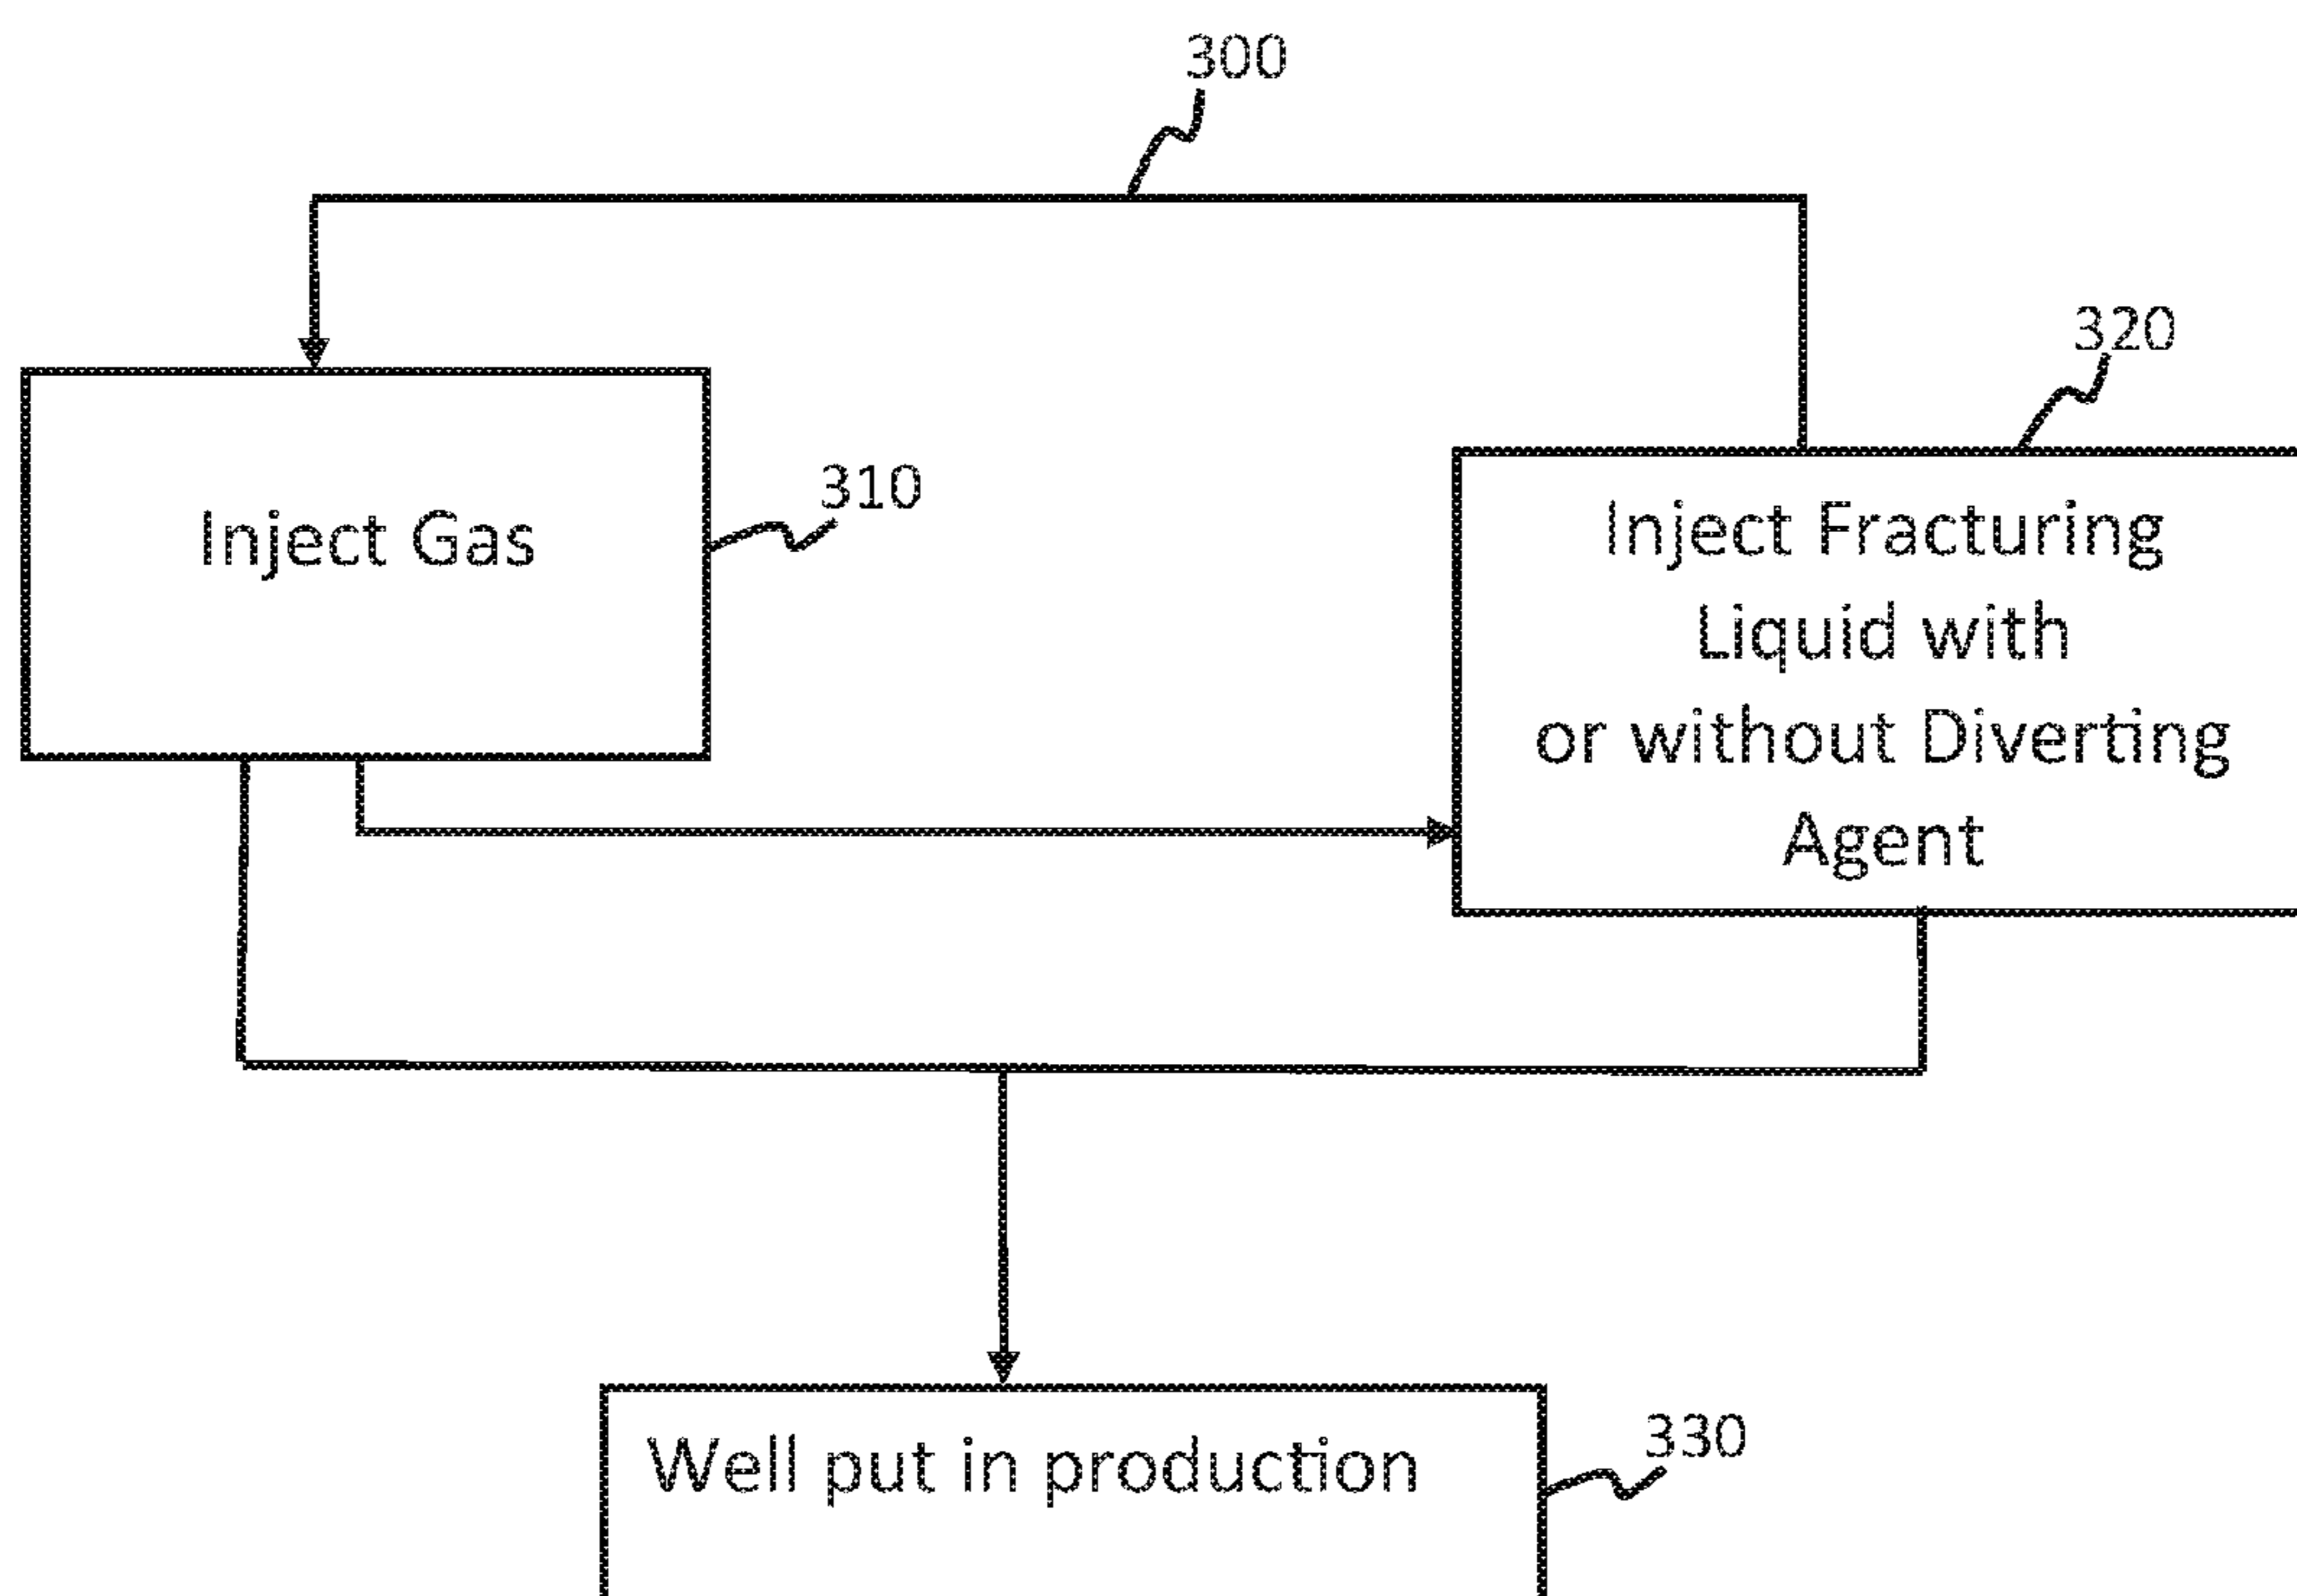 300
320
310
Inject Gas
Inject Fracturing
Liquid with
or without Diverting
Agent
330
Well put in production